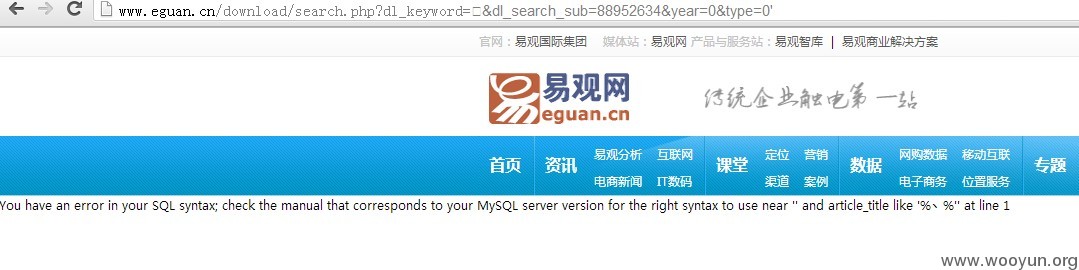 www.eguan.cn/download/search.php?dl_keyword=□&dl_search_sub=88952634&year=0&type=0'
官网：易观国际集团 媒体站：易观网 产品与服务站：易观智库 | 易观商业解决方案
易观网
eguan.cn
传统企业触电第一站
首页 资讯 易观分析 互联网 课堂 定位 营销 数据 网购数据 移动互联 专题
电商新闻 IT数码 渠道 案例 电子商务 位置服务
You have an error in your SQL syntax; check the manual that corresponds to your MySQL server version for the right syntax to use near '' and article_title like '%、%'' at line 1
www.wooyun.org